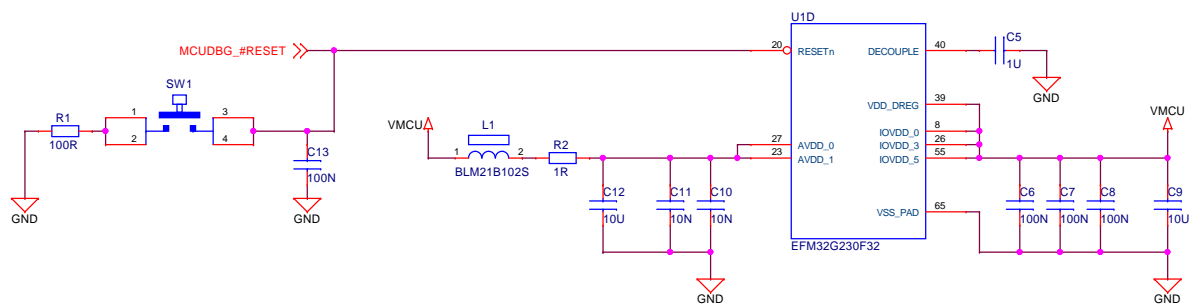 U1D
MCUDBG_#RESET
20
RESETn
DECOUPLE
40
C5
1U
GND
SW1
R1
100R
1
2
3
4
C13
100N
GND
GND
VMCU
L1
1
2
BLM21B102S
R2
1R
27
23
AVDD_0
AVDD_1
VDD_DREG
39
IOVDD_0
8
IOVDD_3
26
IOVDD_5
55
VMCU
C12
10U
C11
10N
C10
10N
GND
VSS_PAD
65
C6
100N
C7
100N
C8
100N
C9
10U
GND
EFM32G230F32